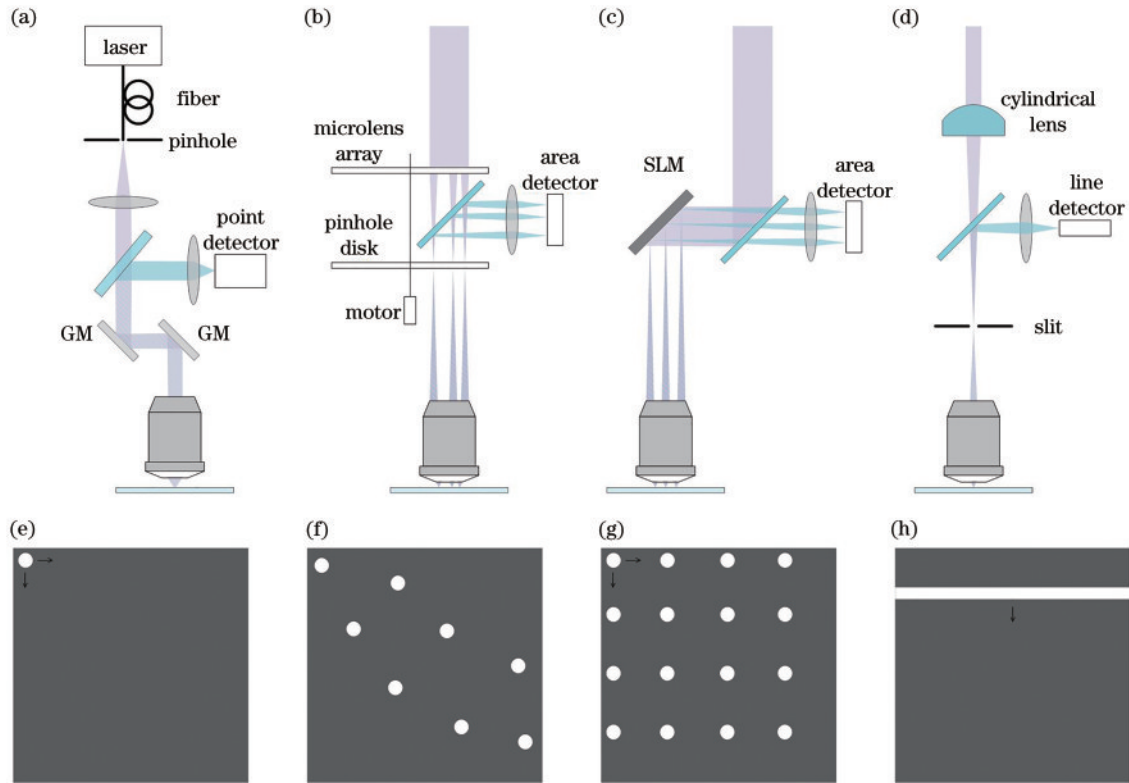 (a)
laser
fiber
pinhole
point
detector
GM
GM
(b)
microlens
array
area
detector
pinhole
disk
motor
(c)
SLM
area
detector
(d)
cylindrical
lens
line
detector
slit
(e)
(f)
(g)
(h)